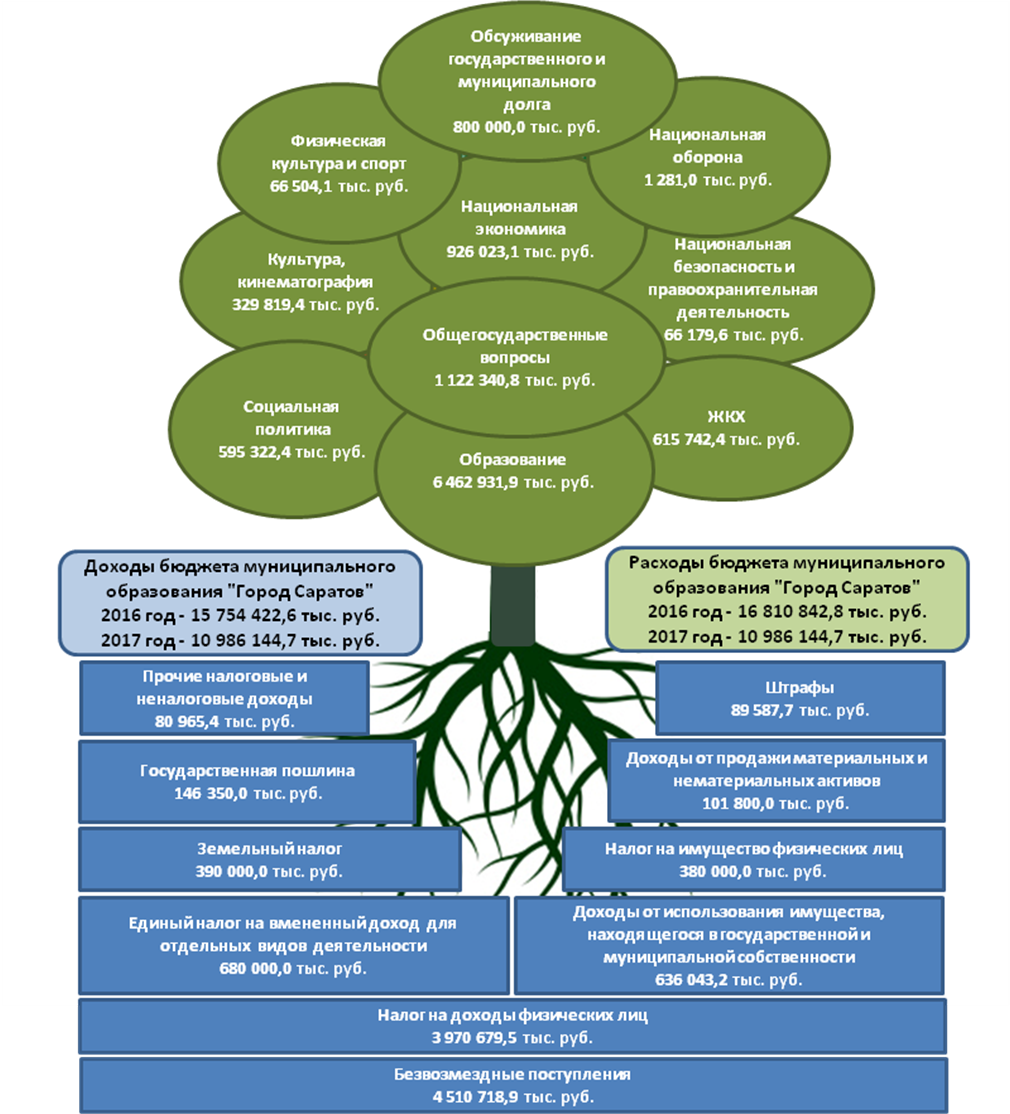 Обсуживание
государственного и
муниципального
долга
800 000,0 тыс. руб.
Физическая
культура и спорт
66 504,1 тыс. руб.
Национальная
оборона
1 281,0 тыс. руб.
Национальная
экономика
926 023,1 тыс. руб.
Культура,
кинематография
329 819,4 тыс. руб.
Национальная
безопасность и
правоохранительная
деятельность
66 179,6 тыс. руб.
Общегосударственные
вопросы
1 122 340,8 тыс. руб.
Социальная
политика
595 322,4 тыс. руб.
ЖКХ
615 742,4 тыс. руб.
Образование
6 462 931,9 тыс. руб.
Доходы бюджета муниципального
образования "Город Саратов"
2016 год - 15 754 422,6 тыс. руб.
2017 год - 10 986 144,7 тыс. руб.
Расходы бюджета муниципального
образования "Город Саратов"
2016 год - 16 810 842,8 тыс. руб.
2017 год - 10 986 144,7 тыс. руб.
Прочие налоговые и
неналоговые доходы
80 965,4 тыс. руб.
Штрафы
89 587,7 тыс. руб.
Государственная пошлина
146 350,0 тыс. руб.
Доходы от продажи материальных и
нематериальных активов
101 800,0 тыс. руб.
Земельный налог
390 000,0 тыс. руб.
Налог на имущество физических лиц
380 000,0 тыс. руб.
Единый налог на вмененный доход для
отдельных видов деятельности
680 000,0 тыс. руб.
Доходы от использования имущества,
находящегося в государственной и
муниципальной собственности
636 043,2 тыс. руб.
Налог на доходы физических лиц
3 970 679,5 тыс. руб.
Безвозмездные поступления
4 510 718,9 тыс. руб.